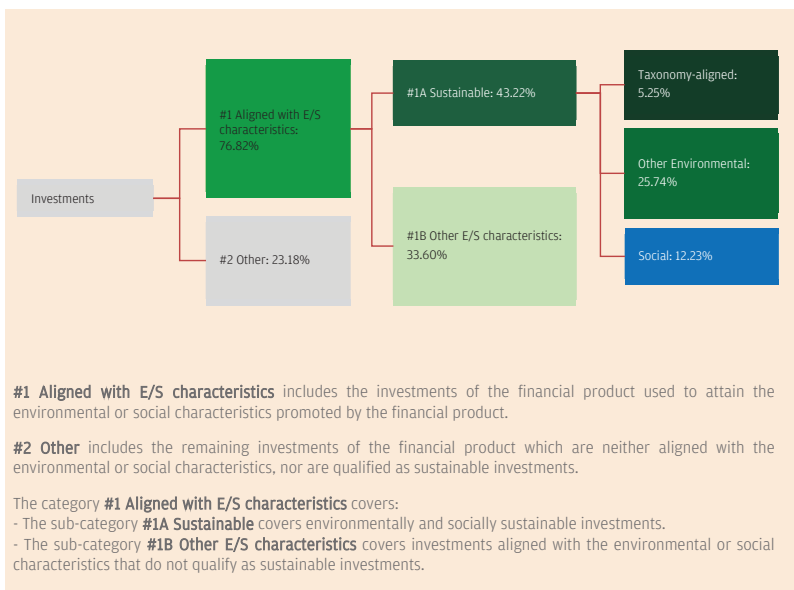 Investments
#1 Aligned with E/S
characteristics:
76.82%
#2 Other: 23.18%
#1A Sustainable: 43.22%
#1B Other E/S characteristics:
33.60%
Taxonomy-aligned:
5.25%
Other Environmental:
25.74%
Social: 12.23%
#1 Aligned with E/S characteristics includes the investments of the financial product used to attain the
environmental or social characteristics promoted by the financial product.
#2 Other includes the remaining investments of the financial product which are neither aligned with the
environmental or social characteristics, nor are qualified as sustainable investments.
The category #1 Aligned with E/S characteristics covers:
- The sub-category #1A Sustainable covers environmentally and socially sustainable investments.
- The sub-category #1B Other E/S characteristics covers investments aligned with the environmental or social
characteristics that do not qualify as sustainable investments.